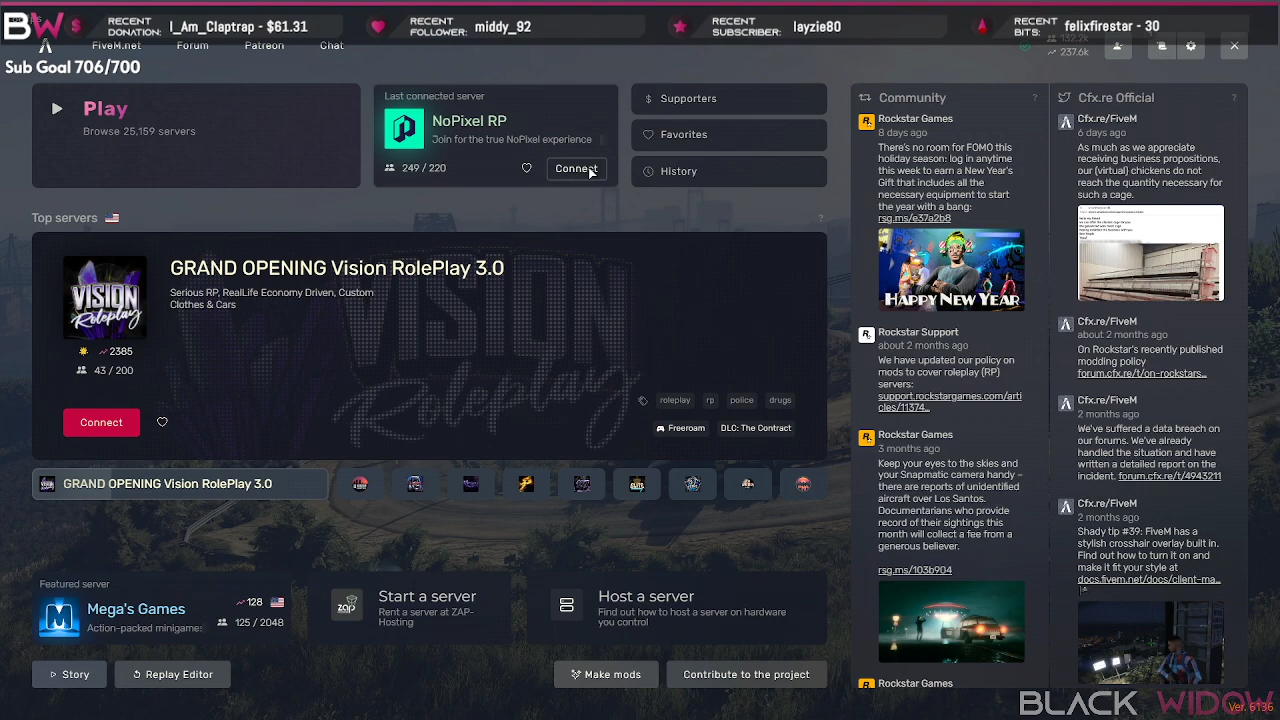 BW
RECENT DONATION: I_Am_Claptrap - $61.31
RECENT FOLLOWER: middy_92
RECENT SUBSCRIBER: layzie80
RECENT BITS: felixfirestar - 30
FiveM.net
Forum
Patreon
Chat
132.2k
237.6k
Sub Goal 706/700
Play
Browse 25,159 servers
Last connected server
NoPixel RP
Join for the true NoPixel experience
249 / 220
Connect
Supporters
Favorites
HIstory
Top servers
VISION
Roleplay
GRAND OPENING Vision RolePlay 3.0
Serious RP, RealLife Economy Driven, Custom
Clothes & Cars
2385
43 / 200
VISION
Roleplay
Connect
roleplay
rp
police
drugs
Freeroam
DLC: The Contract
GRAND OPENING Vision RolePlay 3.0
Featured server
Mega's Games
Action-packed minigame:
128
125 / 2048
ZAP
Start a server
Rent a server at ZAP-
Hosting
Host a server
Find out how to host a server on hardware
you control
Story
Replay Editor
Make mods
Contribute to the project
Community
?
Rockstar Games
8 days ago
There's no room for FOMO this
holiday season: log in anytime
this week to earn a New Year's
Gift that includes all the
necessary equipment to start
the year with a bang:
rsg.ms/e37a2b8
HAPPY NEW YEAR
Rockstar Support
about 2 months ago
We have updated our policy on
mods to cover roleplay (RP)
servers:
support.rockstargames.com/arti
cles/11374…
Rockstar Games
3 months ago
Keep your eyes to the skies and
your Snapmatic camera handy –
there are reports of unidentified
aircraft over Los Santos.
Documentarians who provide
record of their sightings this
month will collect a fee from a
generous believer.
rsg.ms/103b904
Rockstar Games
Cfx.re Official
?
Cfx.re/FiveM
6 days ago
As much as we appreciate
receiving business propositions,
our (virtual) chickens do not
reach the quantity necessary for
such a cage.
Cfx.re/FiveM
about 2 months ago
On Rockstar's recently published
modding policy
forum.cfx.re/t/on-rockstars…
Cfx.re/FiveM
2 months ago
We've suffered a data breach on
our forums. We've already
handled the situation and have
written a detailed report on the
incident. forum.cfx.re/t/4943211
Cfx.re/FiveM
2 months ago
Shady tip #39: FiveM has a
stylish crosshair overlay built in.
Find out how to turn it on and
make it fit your style at
docs.fivem.net/docs/client-ma…
BLACK WIDOW
Ver. 6136